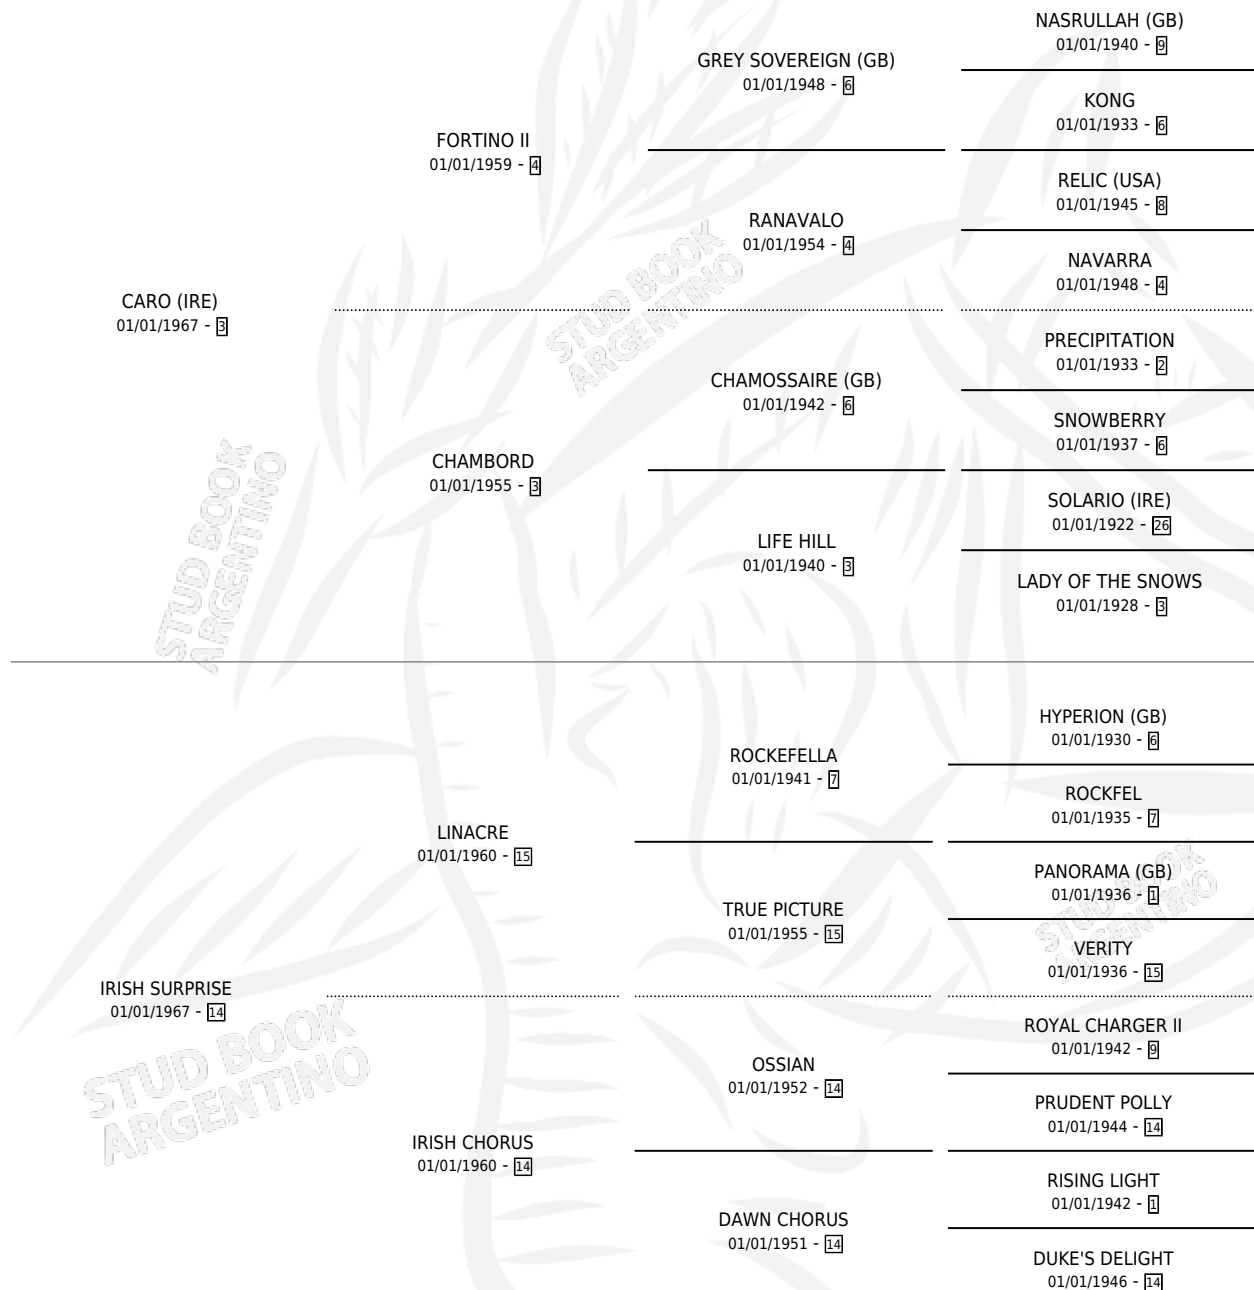 NASRULLAH (GB)
01/01/1940 - 9
GREY SOVEREIGN (GB)
01/01/1948 - 6
KONG
01/01/1933 - 6
FORTINO II
01/01/1959 - 4
RELIC (USA)
01/01/1945 - 8
RANAVALO
01/01/1954 - 4
NAVARRA
01/01/1948 - 4
CARO (IRE)
01/01/1967 - 3
STUD BOOK
ARGENTINO
PRECIPITATION
01/01/1933 - 2
CHAMOSSAIRE (GB)
01/01/1942 - 6
SNOWBERRY
01/01/1937 - 6
CHAMBORD
01/01/1955 - 3
SOLARIO (IRE)
01/01/1922 - 26
LIFE HILL
01/01/1940 - 3
LADY OF THE SNOWS
01/01/1928 - 3
STUD BOOK
ARGENTINO
HYPERION (GB)
01/01/1930 - 6
ROCKEFELLA
01/01/1941 - 7
ROCKFEL
01/01/1935 - 7
LINACRE
01/01/1960 - 15
PANORAMA (GB)
01/01/1936 - 1
TRUE PICTURE
01/01/1955 - 15
STUD BOOK
ARGENTINO
VERITY
01/01/1936 - 15
IRISH SURPRISE
01/01/1967 - 14
ROYAL CHARGER II
01/01/1942 - 9
OSSIAN
01/01/1952 - 14
PRUDENT POLLY
01/01/1944 - 14
STUD BOOK
ARGENTINO
IRISH CHORUS
01/01/1960 - 14
RISING LIGHT
01/01/1942 - 1
DAWN CHORUS
01/01/1951 - 14
DUKE'S DELIGHT
01/01/1946 - 14